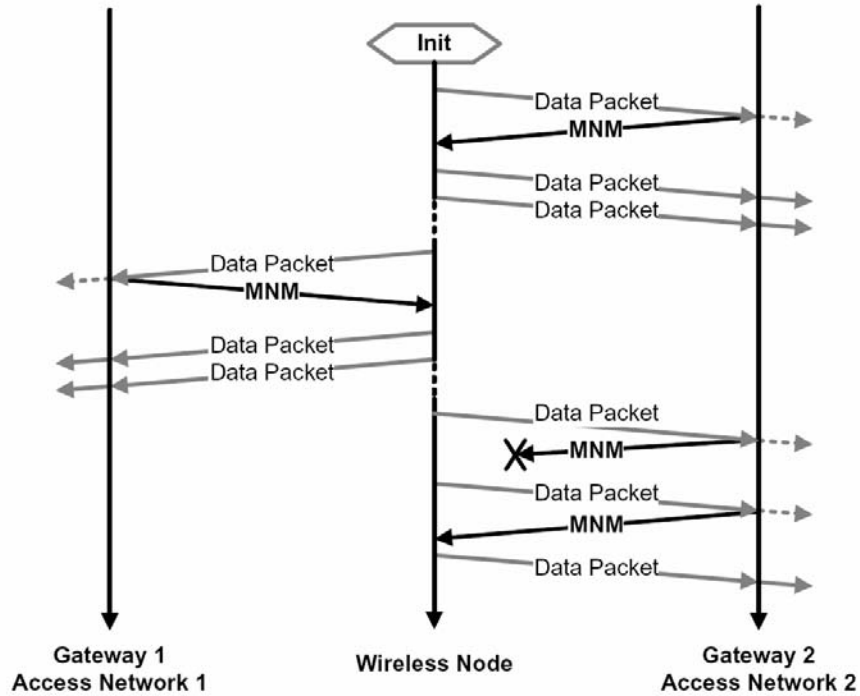 Init
Data Packet
MNM
Data Packet
Data Packet
Data Packet
MNM
Data Packet
Data Packet
Data Packet
MNM
Data Packet
MNM
Data Packet
Gateway 1
Access Network 1
Wireless Node
Gateway 2
Access Network 2